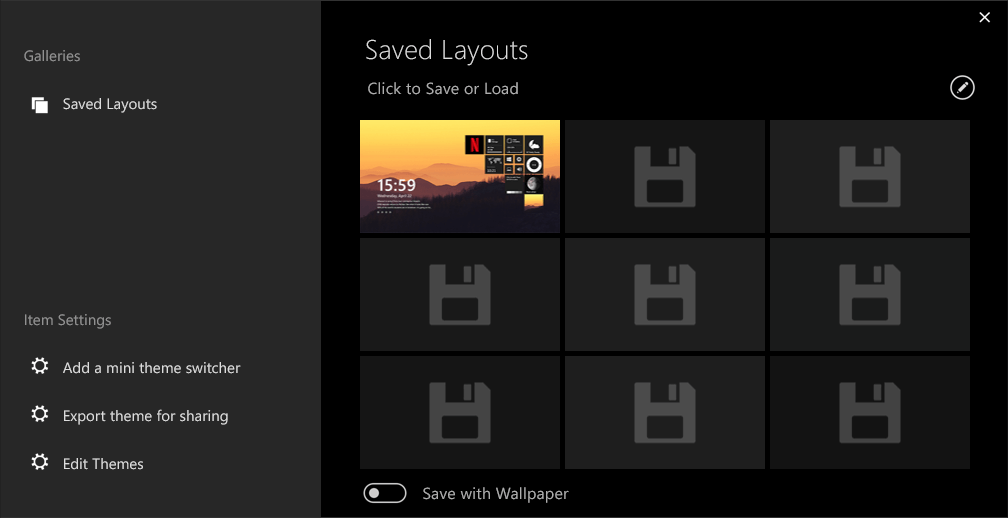 Galleries
Saved Layouts
Item Settings
Add a mini theme switcher
Export theme for sharing
Edit Themes
Saved Layouts
Click to Save or Load
N
15:59
Save with Wallpaper